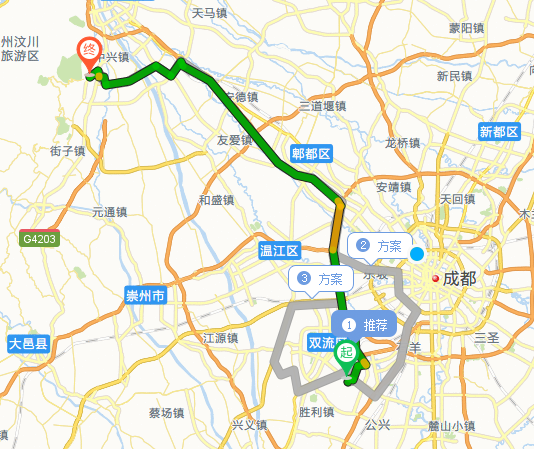 天马镇
蒙阳镇
州汶川
旅游区
终
中兴镇
新民镇
安德镇
三道堰镇
新都区
友爱镇
龙桥镇
街子镇
郫都区
安靖镇
和盛镇
天回镇
元通镇
木
G4203
温江区
2 方案
3 方案
成都
崇州市
1 推荐
大邑县
江源镇
双流区
三圣
羊
起
蔡场镇
胜利镇
兴义镇
公兴
麓山小镇
镇